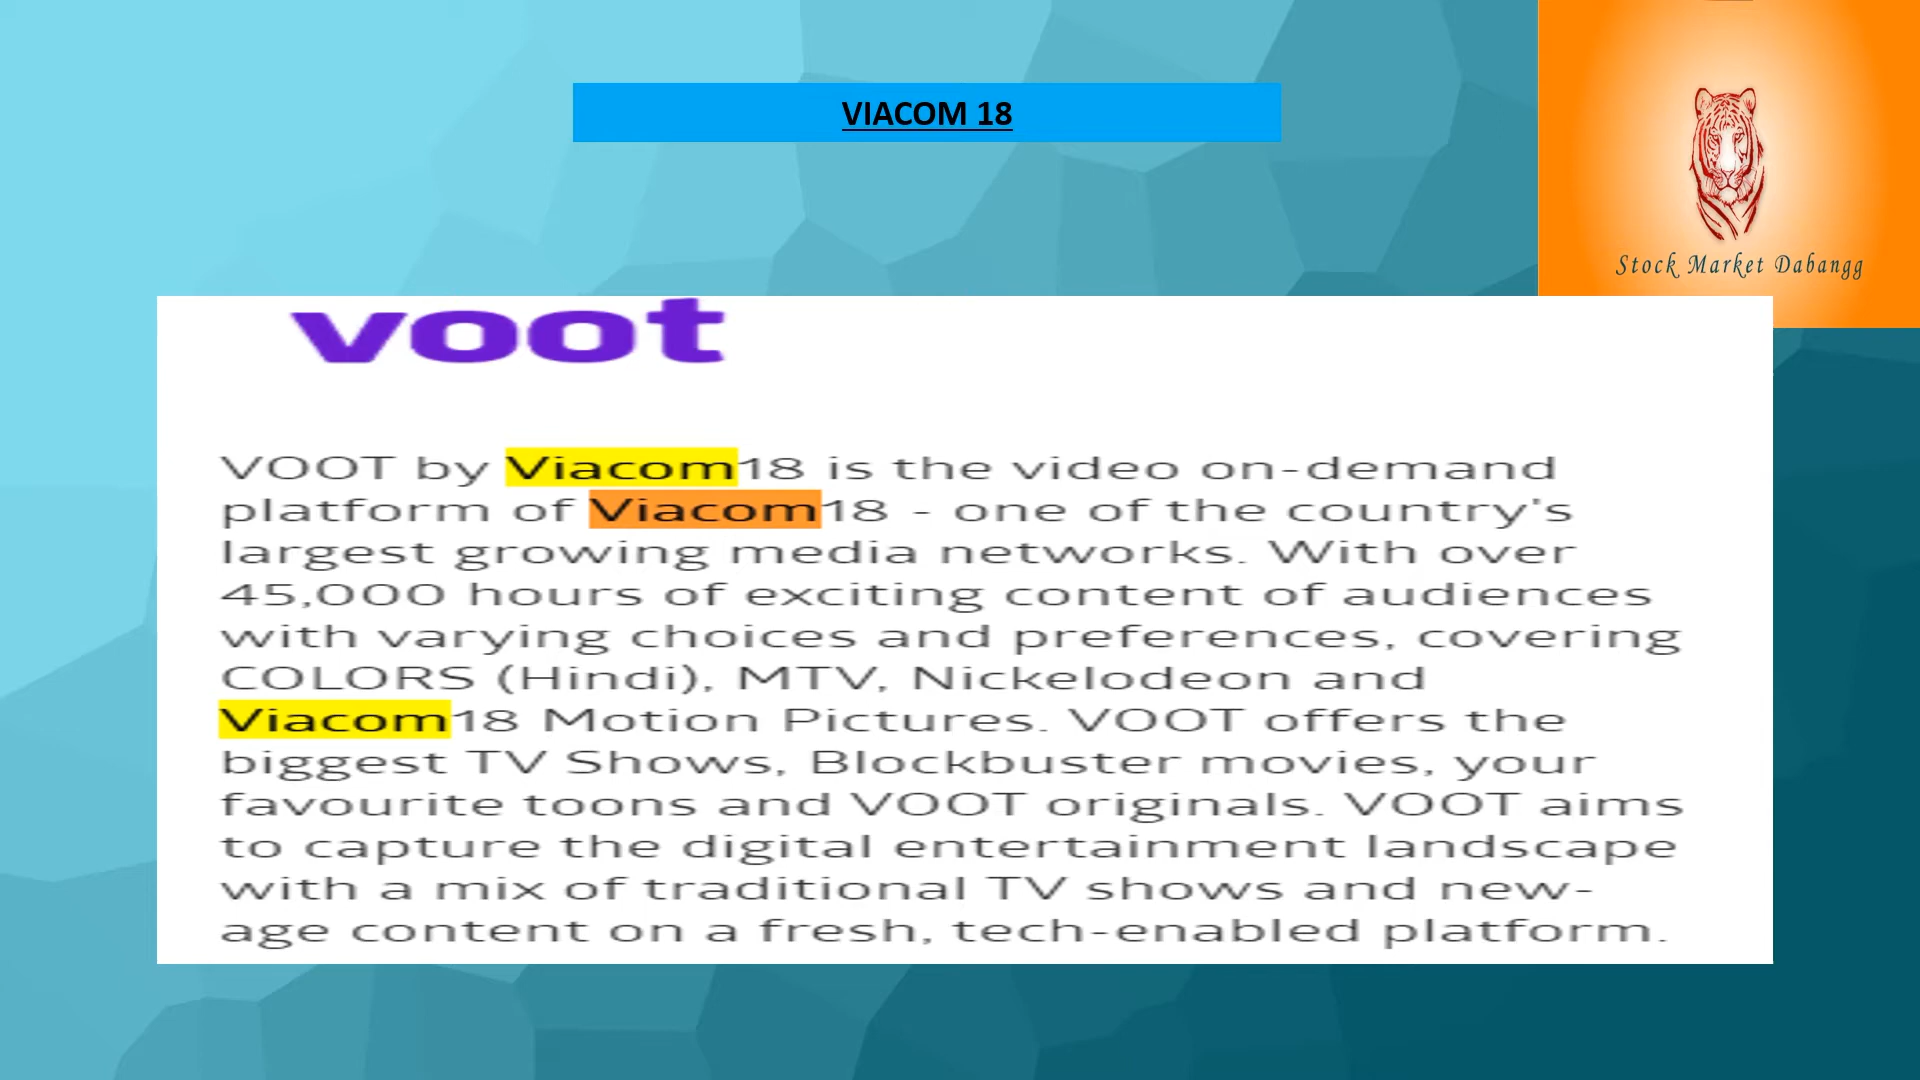 VIACOM 18
Stock Market Dabangg
voot
VOOT by Viacom18 is the video on-demand
platform of Viacom18 - one of the country's
largest growing media networks. With over
45,000 hours of exciting content of audiences
with varying choices and preferences, covering
COLORS (Hindi), MTV, Nickelodeon and
Viacom18 Motion Pictures. VOOT offers the
biggest TV Shows, Blockbuster movies, your
favourite toons and VOOT originals. VOOT aims
to capture the digital entertainment landscape
with a mix of traditional TV shows and new-
age content on a fresh, tech-enabled platform.